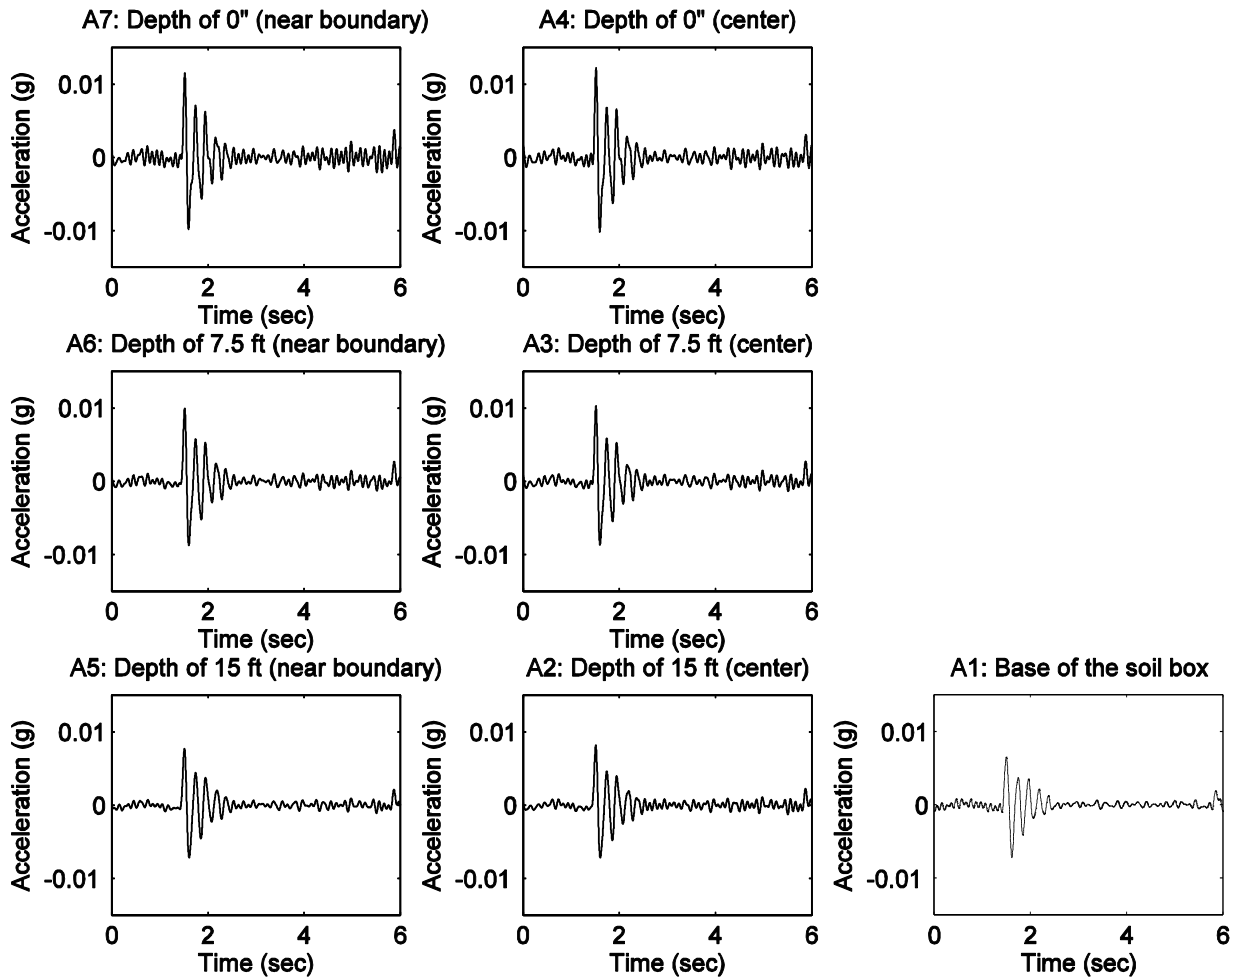 A7: Depth of 0" (near boundary)
A4: Depth of 0" (center)
Acceleration (g)
0.01
0
-0.01
0 2 4 6
Time (sec)
Acceleration (g)
0.01
0
-0.01
0 2 4 6
Time (sec)
A6: Depth of 7.5 ft (near boundary)
A3: Depth of 7.5 ft (center)
Acceleration (g)
0.01
0
-0.01
0 2 4 6
Time (sec)
Acceleration (g)
0.01
0
-0.01
0 2 4 6
Time (sec)
A5: Depth of 15 ft (near boundary)
A2: Depth of 15 ft (center)
A1: Base of the soil box
Acceleration (g)
0.01
0
-0.01
0 2 4 6
Time (sec)
Acceleration (g)
0.01
0
-0.01
0 2 4 6
Time (sec)
Acceleration (g)
0.01
0
-0.01
0 2 4 6
Time (sec)